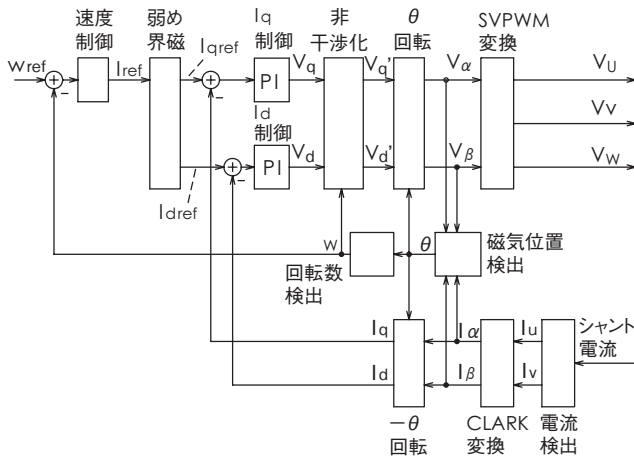 速度
制御
弱め
界磁
Iq
制御
非
干渉化
θ
回転
SVPWM
変換
wref
Iref
Iqref
-
-
PI
Vq
Vq'
Vα
VU
Vv
Id
制御
-
PI
Vd
Vd'
Vβ
VW
Idref
w
θ
回転数
検出
磁気位置
検出
Iq
Iα
Iu
シャント
電流
Id
Iβ
Iv
-θ
回転
CLARK
変換
電流
検出